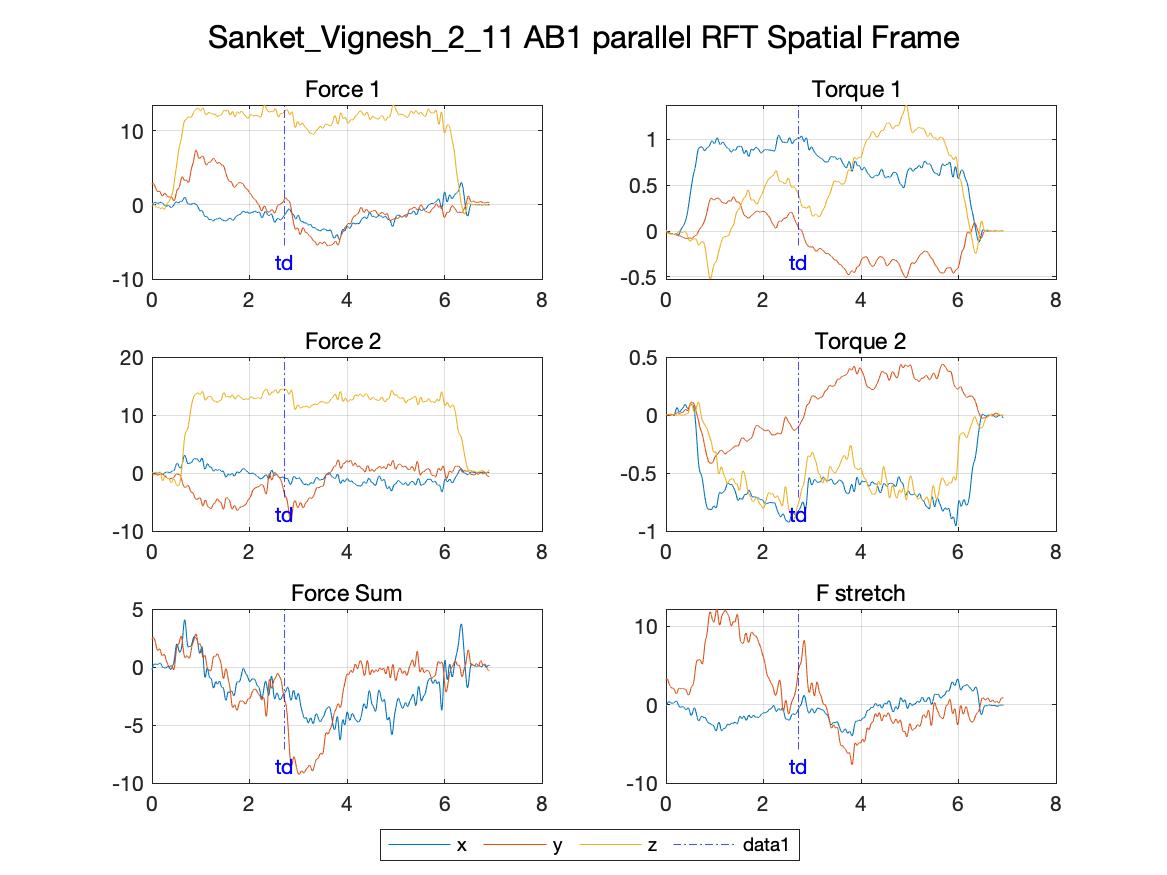 Sanket_Vignesh_2_11 AB1 parallel RFT Spatial Frame
Force 1
10
0
-10
0 2 4 6 8
td
Torque 1
1
0.5
0
-0.5
0 2 4 6 8
td
Force 2
20
10
0
-10
0 2 4 6 8
td
Torque 2
0.5
0
-0.5
-1
0 2 4 6 8
td
Force Sum
5
0
-5
-10
0 2 4 6 8
td
F stretch
10
0
-10
0 2 4 6 8
td
x y z data1